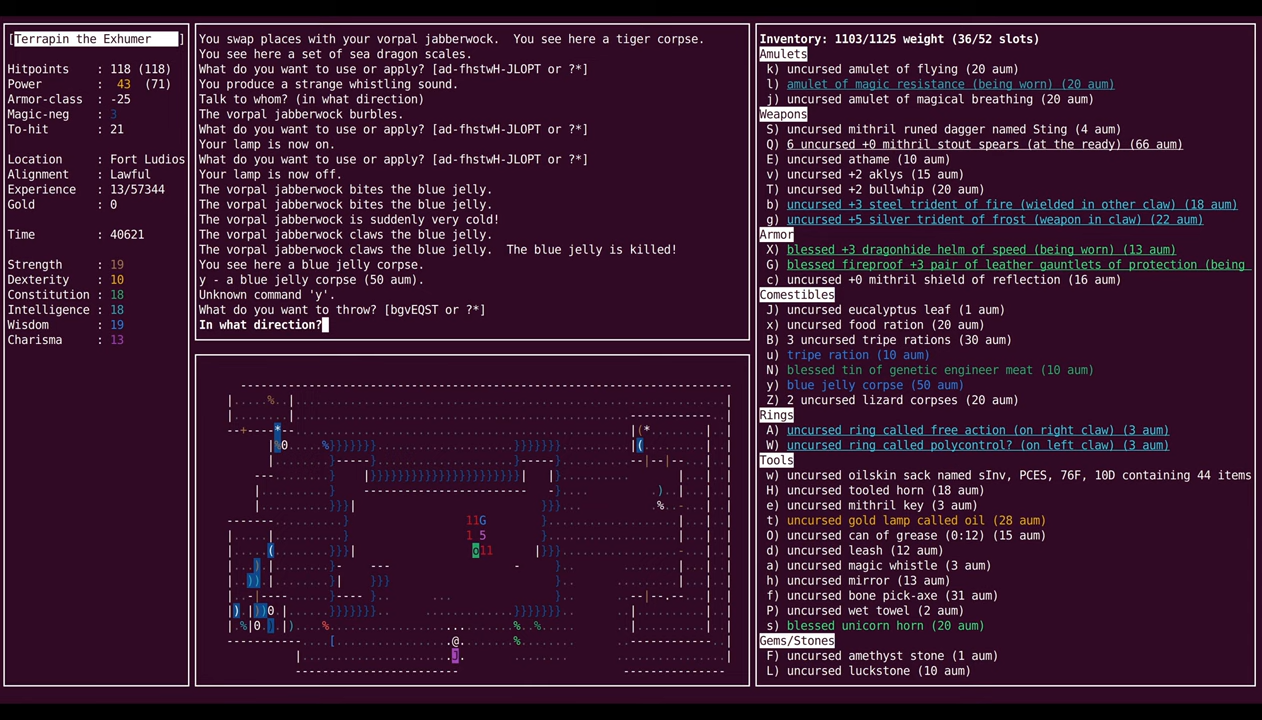 [Terrapin the Exhumer ]
Hitpoints : 118 (118)
Power : 43 (71)
Armor-class : -25
Magic-neg : 3
To-hit : 21
Location : Fort Ludios
Alignment : Lawful
Experience : 13/57344
Gold : 0
Time : 40621
Strength : 19
Dexterity : 10
Constitution : 18
Intelligence : 18
Wisdom : 19
Charisma : 13
You swap places with your vorpal jabberwock. You see here a tiger corpse.
You see here a set of sea dragon scales.
What do you want to use or apply? [ad-fhstwH-JLOPT or ?*]
You produce a strange whistling sound.
Talk to whom? (in what direction)
The vorpal jabberwock burbles.
What do you want to use or apply? [ad-fhstwH-JLOPT or ?*]
Your lamp is now on.
What do you want to use or apply? [ad-fhstwH-JLOPT or ?*]
Your lamp is now off.
The vorpal jabberwock bites the blue jelly.
The vorpal jabberwock bites the blue jelly.
The vorpal jabberwock is suddenly very cold!
The vorpal jabberwock claws the blue jelly.
The vorpal jabberwock claws the blue jelly. The blue jelly is killed!
You see here a blue jelly corpse.
y - a blue jelly corpse (50 aum).
Unknown command 'y'.
What do you want to throw? [bgvEQST or ?*]
In what direction?
Inventory: 1103/1125 weight (36/52 slots)
Amulets
k) uncursed amulet of flying (20 aum)
l) amulet of magic resistance (being worn) (20 aum)
j) uncursed amulet of magical breathing (20 aum)
Weapons
S) uncursed mithril runed dagger named Sting (4 aum)
Q) 6 uncursed +0 mithril stout spears (at the ready) (66 aum)
E) uncursed athame (10 aum)
v) uncursed +2 aklys (15 aum)
T) uncursed +2 bullwhip (20 aum)
b) uncursed +3 steel trident of fire (wielded in other claw) (18 aum)
g) uncursed +5 silver trident of frost (weapon in claw) (22 aum)
Armor
X) blessed +3 dragonhide helm of speed (being worn) (13 aum)
G) blessed fireproof +3 pair of leather gauntlets of protection (being
c) uncursed +0 mithril shield of reflection (16 aum)
Comestibles
J) uncursed eucalyptus leaf (1 aum)
x) uncursed food ration (20 aum)
B) 3 uncursed tripe rations (30 aum)
u) tripe ration (10 aum)
N) blessed tin of genetic engineer meat (10 aum)
y) blue jelly corpse (50 aum)
Z) 2 uncursed lizard corpses (20 aum)
Rings
A) uncursed ring called free action (on right claw) (3 aum)
W) uncursed ring called polycontrol? (on left claw) (3 aum)
Tools
w) uncursed oilskin sack named sInv, PCES, 76F, 10D containing 44 items
H) uncursed tooled horn (18 aum)
e) uncursed mithril key (3 aum)
t) uncursed gold lamp called oil (28 aum)
O) uncursed can of grease (0:12) (15 aum)
d) uncursed leash (12 aum)
a) uncursed magic whistle (3 aum)
h) uncursed mirror (13 aum)
f) uncursed bone pick-axe (31 aum)
P) uncursed wet towel (2 aum)
s) blessed unicorn horn (20 aum)
Gems/Stones
F) uncursed amethyst stone (1 aum)
L) uncursed luckstone (10 aum)